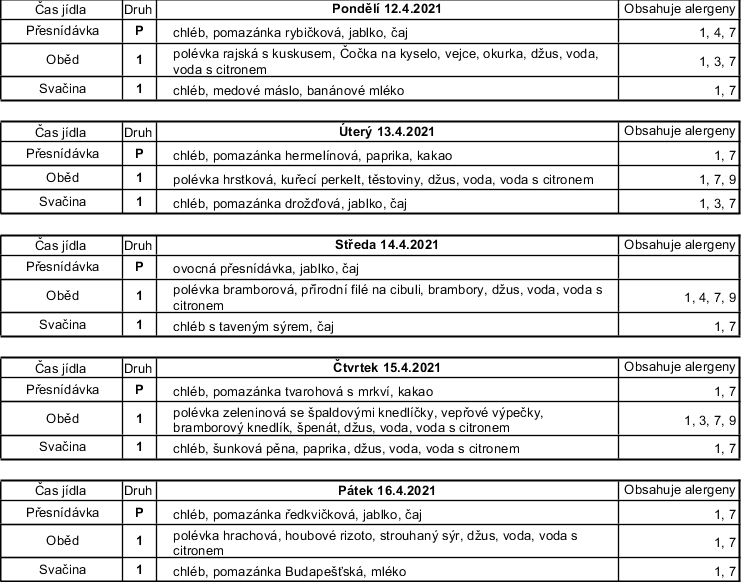 Čas jídla Druh Pondělí 12.4.2021 Obsahuje alergeny
Přesnídávka P chléb, pomazánka rybičková, jablko, čaj 1, 4, 7
Oběd 1 polévka rajská s kuskusem, Čočka na kyselo, vejce, okurka, džus, voda, 1, 3, 7
voda s citronem
Svačina 1 chléb, medové máslo, banánové mléko 1, 7
Čas jídla Druh Úterý 13.4.2021 Obsahuje alergeny
Přesnídávka P chléb, pomazánka hermelínová, paprika, kakao 1, 7
Oběd 1 polévka hrstková, kuřecí perkelt, těstoviny, džus, voda, voda s citronem 1, 7, 9
Svačina 1 chléb, pomazánka drožďová, jablko, čaj 1, 3, 7
Čas jídla Druh Středa 14.4.2021 Obsahuje alergeny
Přesnídávka P ovocná přesnídávka, jablko, čaj
Oběd 1 polévka bramborová, přírodní filé na cibuli, brambory, džus, voda, voda s 1, 4, 7, 9
citronem
Svačina 1 chléb s taveným sýrem, čaj 1, 7
Čas jídla Druh Čtvrtek 15.4.2021 Obsahuje alergeny
Přesnídávka P chléb, pomazánka tvarohová s mrkví, kakao 1, 7
Oběd 1 polévka zeleninová se špaldovými knedlíčky, vepřové výpečky, 1, 3, 7, 9
bramborový knedlík, špenát, džus, voda, voda s citronem
Svačina 1 chléb, šunková pěna, paprika, džus, voda, voda s citronem 1, 7
Čas jídla Druh Pátek 16.4.2021 Obsahuje alergeny
Přesnídávka P chléb, pomazánka ředkvičková, jablko, čaj 1, 7
Oběd 1 polévka hrachová, houbové rizoto, strouhaný sýr, džus, voda, voda s 1, 7
citronem
Svačina 1 chléb, pomazánka Budapešťská, mléko 1, 7